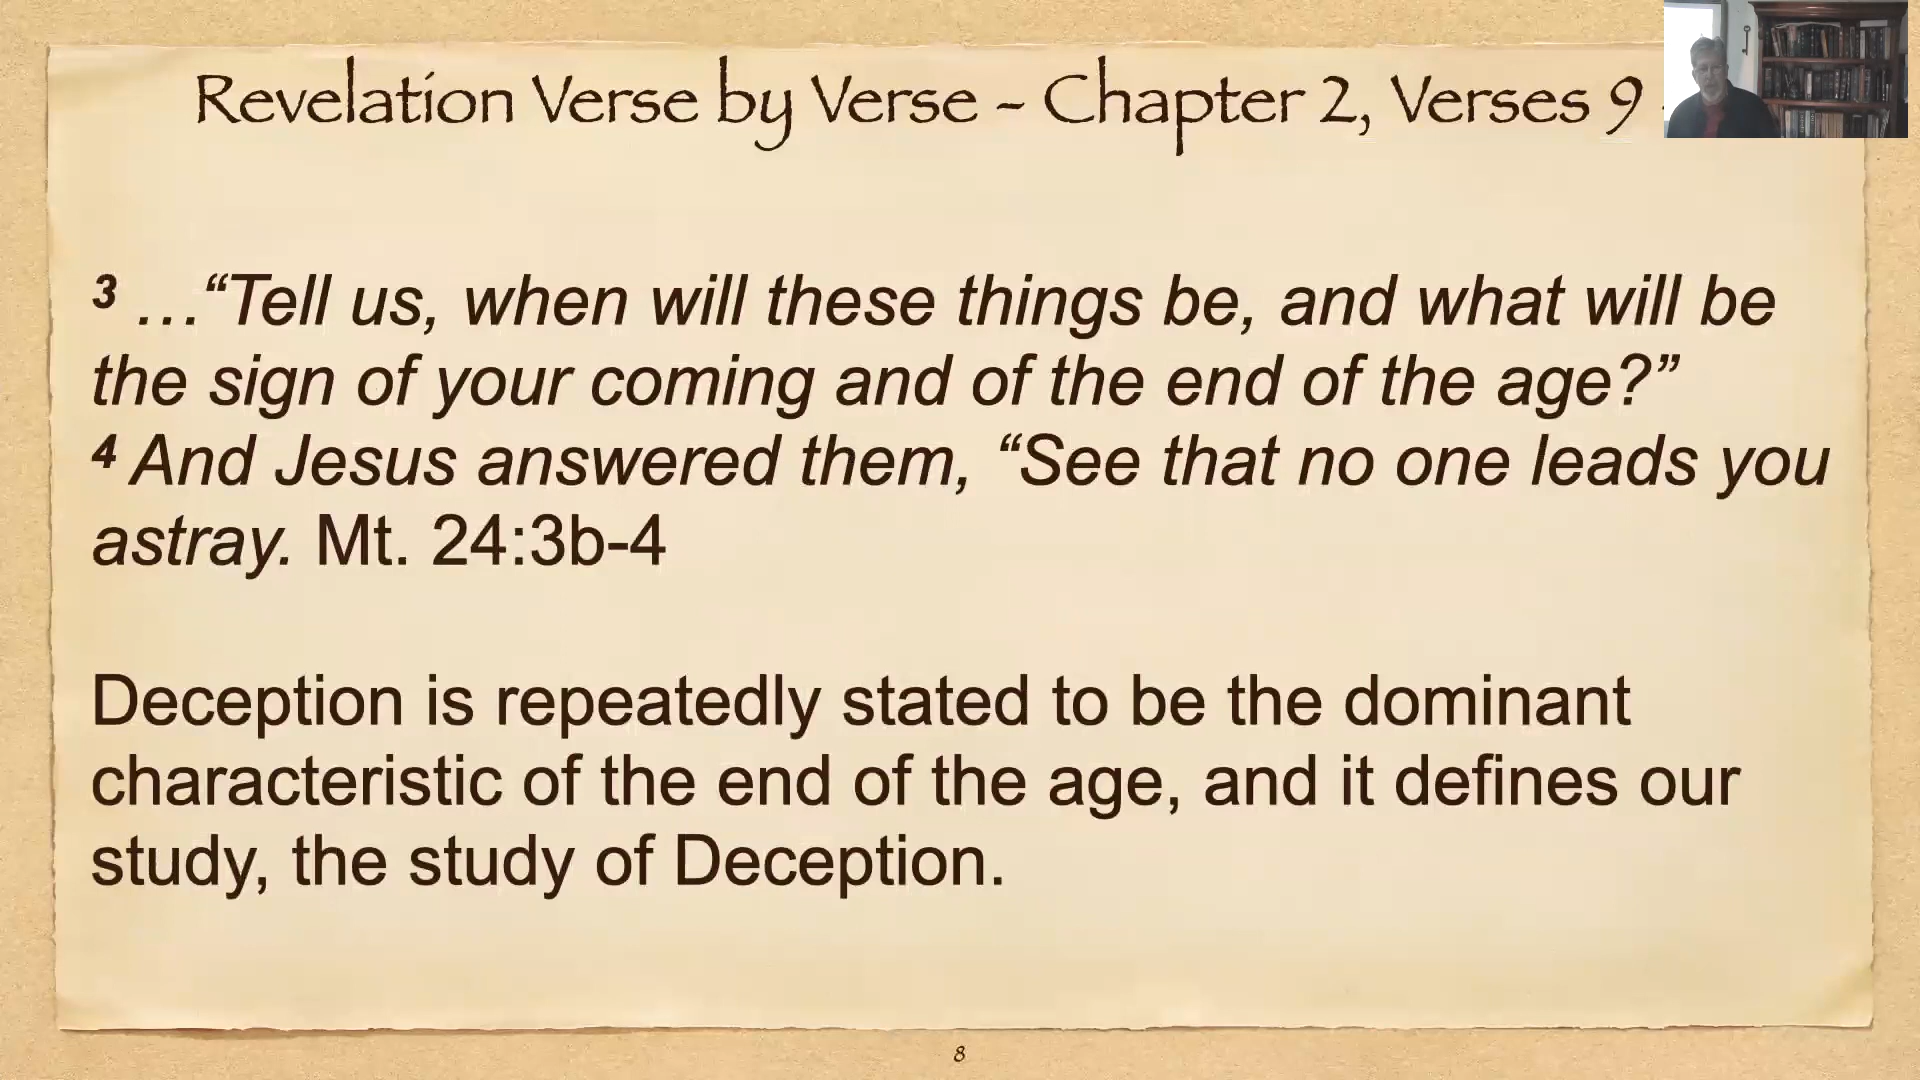 Revelation Verse by Verse - Chapter 2, Verses 9
3 …“Tell us, when will these things be, and what will be
the sign of your coming and of the end of the age?”
4 And Jesus answered them, “See that no one leads you
astray. Mt. 24:3b-4
Deception is repeatedly stated to be the dominant
characteristic of the end of the age, and it defines our
study, the study of Deception.
8